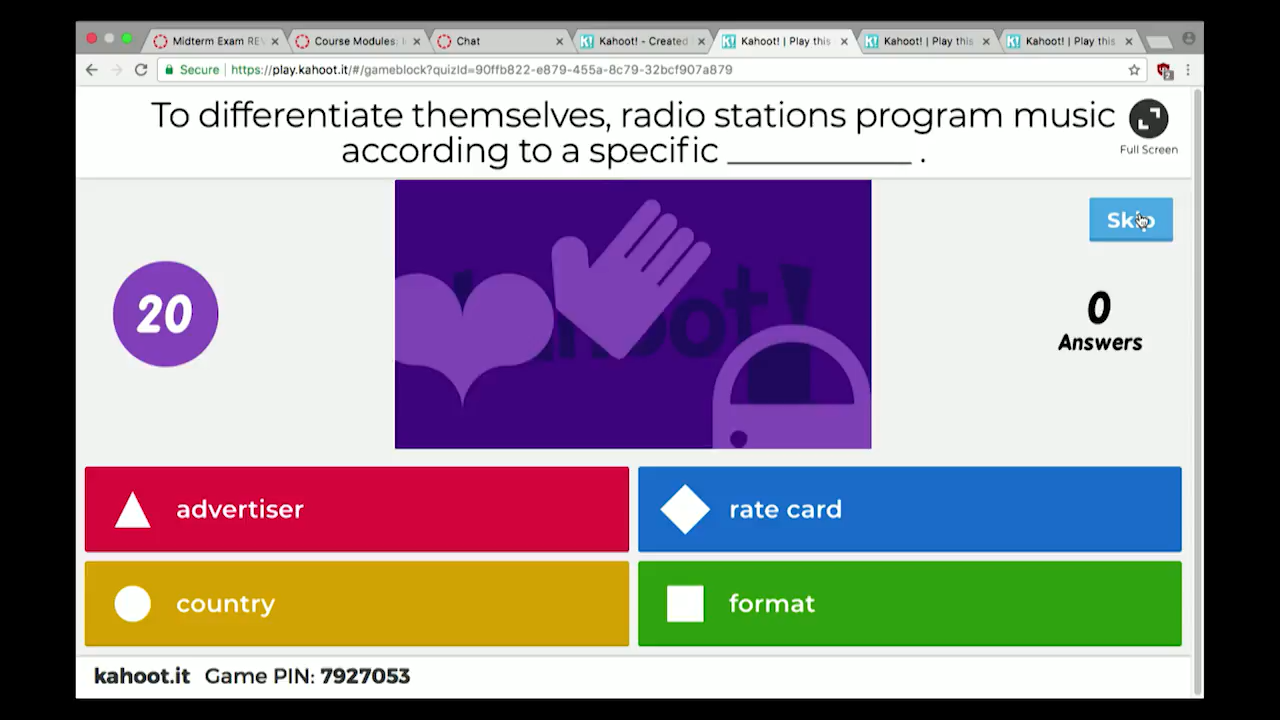 Midterm Exam RE
Course Modules:
Chat
Kahoot! - Created
Kahoot! | Play this
Kahoot! | Play this
Kahoot! | Play this
Secure
https://play.kahoot.it/#/gameblock?quizId=90ffb822-e879-455a-8c79-32bcf907a879
To differentiate themselves, radio stations program music
according to a specific ____________ .
Full Screen
Skip
20
0
Answers
advertiser
rate card
country
format
kahoot.it Game PIN: 7927053